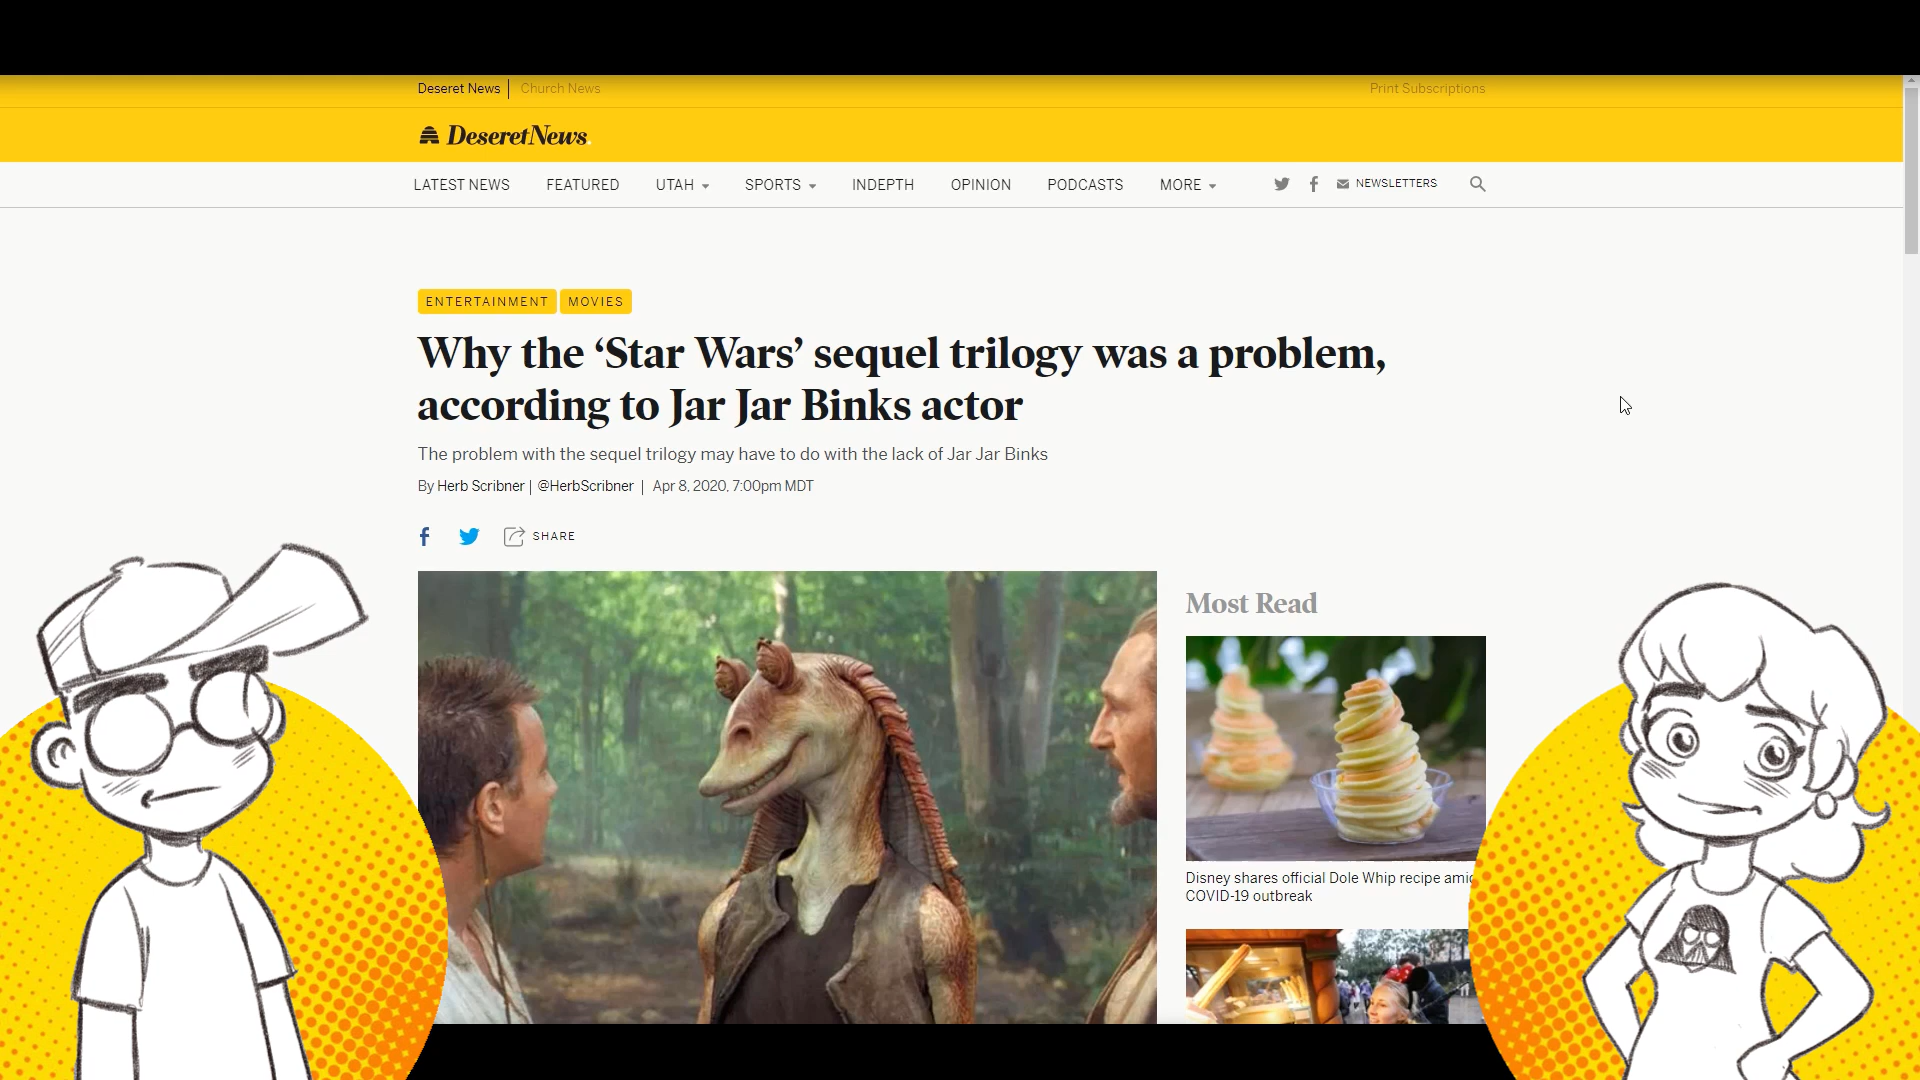 Deseret News
Church News
Print Subscriptions
Deseret News.
LATEST NEWS
FEATURED
UTAH
SPORTS
INDEPTH
OPINION
PODCASTS
MORE
NEWSLETTERS
ENTERTAINMENT
MOVIES
Why the ‘Star Wars’ sequel trilogy was a problem,
according to Jar Jar Binks actor
The problem with the sequel trilogy may have to do with the lack of Jar Jar Binks
By Herb Scribner | @HerbScribner | Apr 8, 2020, 7:00pm MDT
SHARE
Most Read
Disney shares official Dole Whip recipe
COVID-19 outbreak